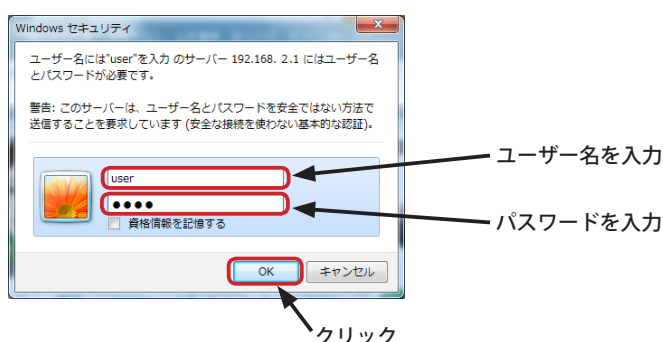 Windows セキュリティ
ユーザー名には"user"を入力 のサーバー 192.168. 2.1 にはユーザー名
とパスワードが必要です。
警告: このサーバーは、ユーザー名とパスワードを安全ではない方法で
送信することを要求しています (安全な接続を使わない基本的な認証)。
user
●●●●
資格情報を記憶する
OK キャンセル
ユーザー名を入力
パスワードを入力
クリック